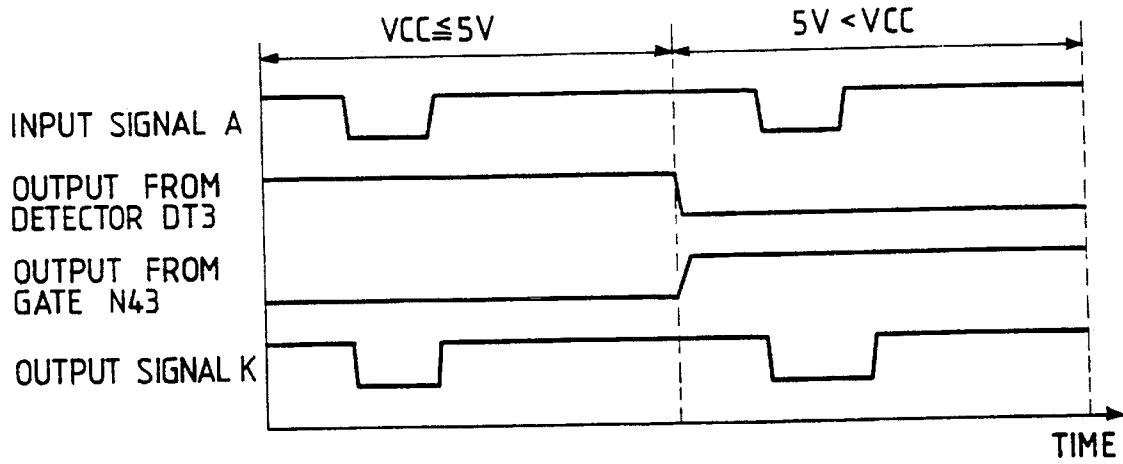 VCC≦5V
5V<VCC
INPUT SIGNAL A
OUTPUT FROM
DETECTOR DT3
OUTPUT FROM
GATE N43
OUTPUT SIGNAL K
TIME